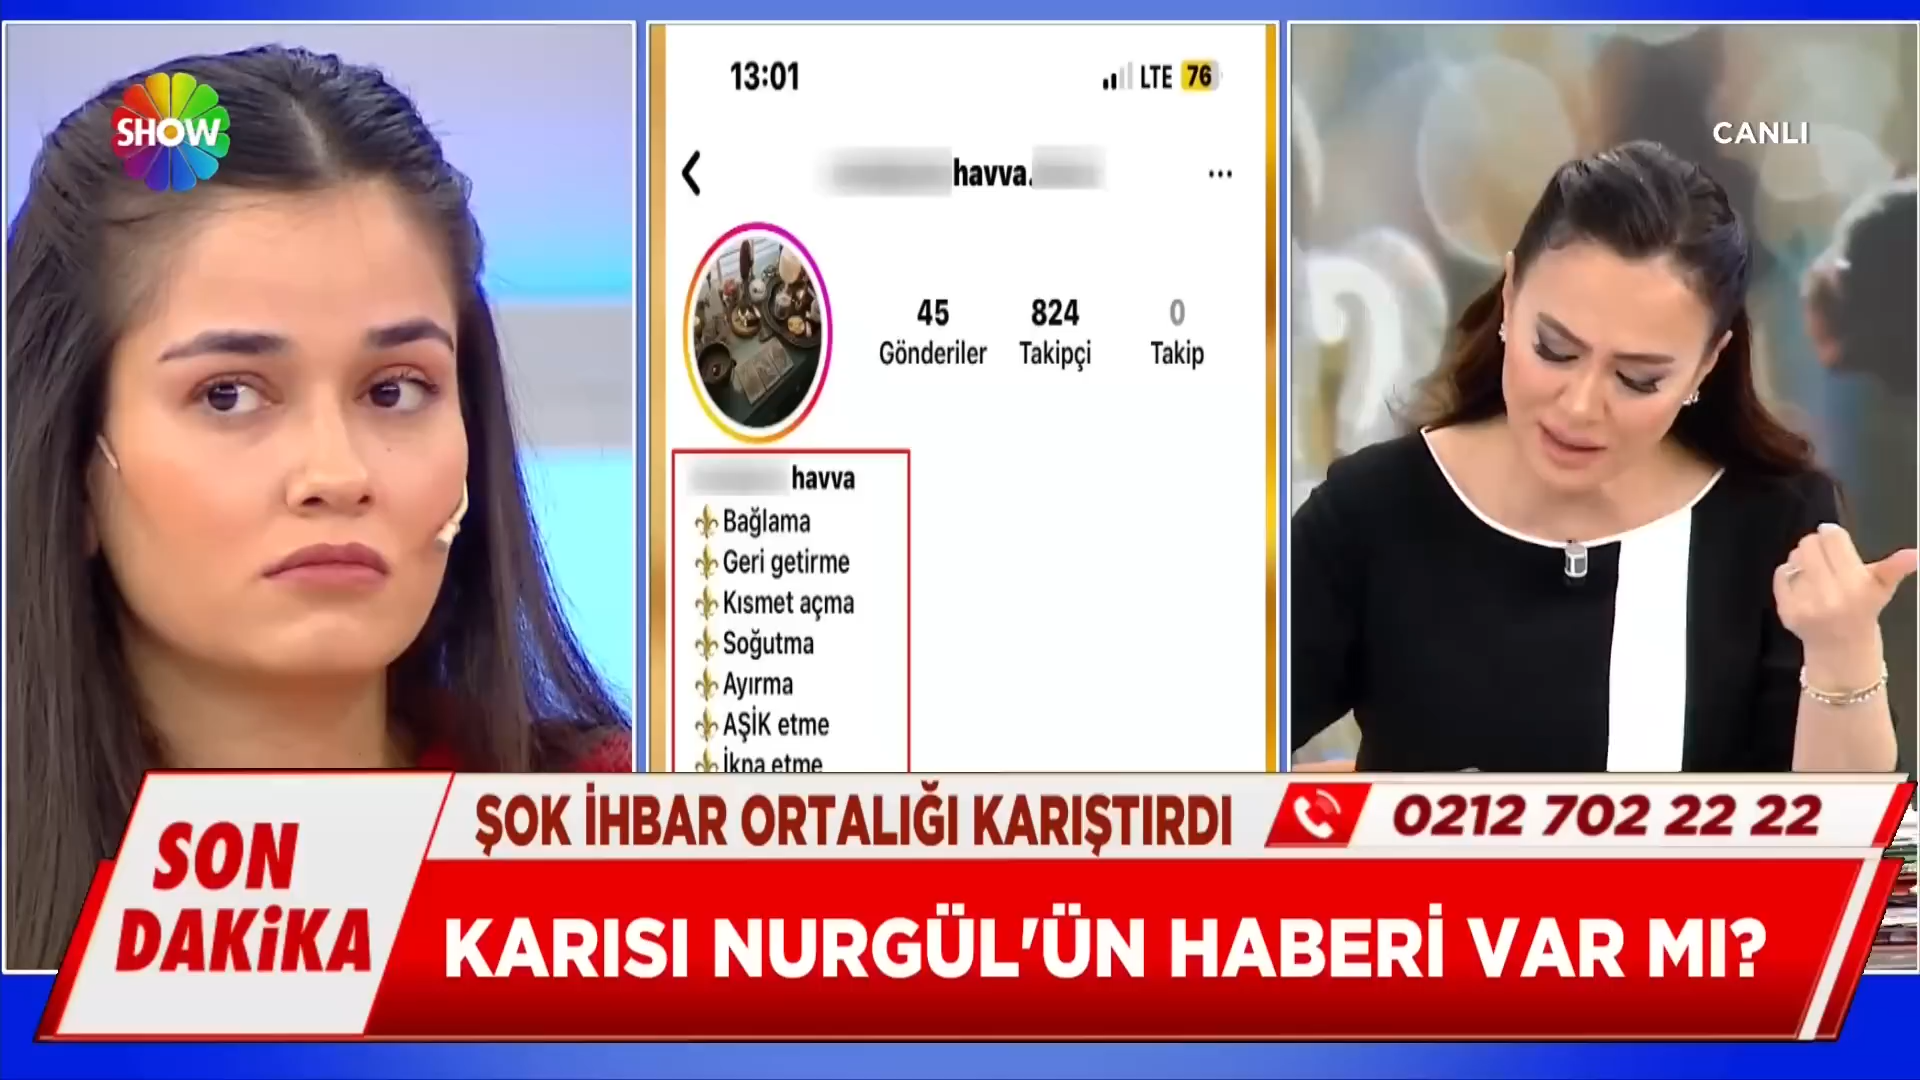 SHOW
13:01
LTE 76
CANLI
havva.
45
824
0
Gönderiler
Takipçi
Takip
havva
Bağlama
Geri getirme
Kısmet açma
Soğutma
Ayırma
AŞIK etme
İkna etme
ŞOK İHBAR ORTALIĞI KARIŞTIRDI
0212 702 22 22
SON
DAKİKA
KARISI NURGÜL'ÜN HABERİ VAR MI?